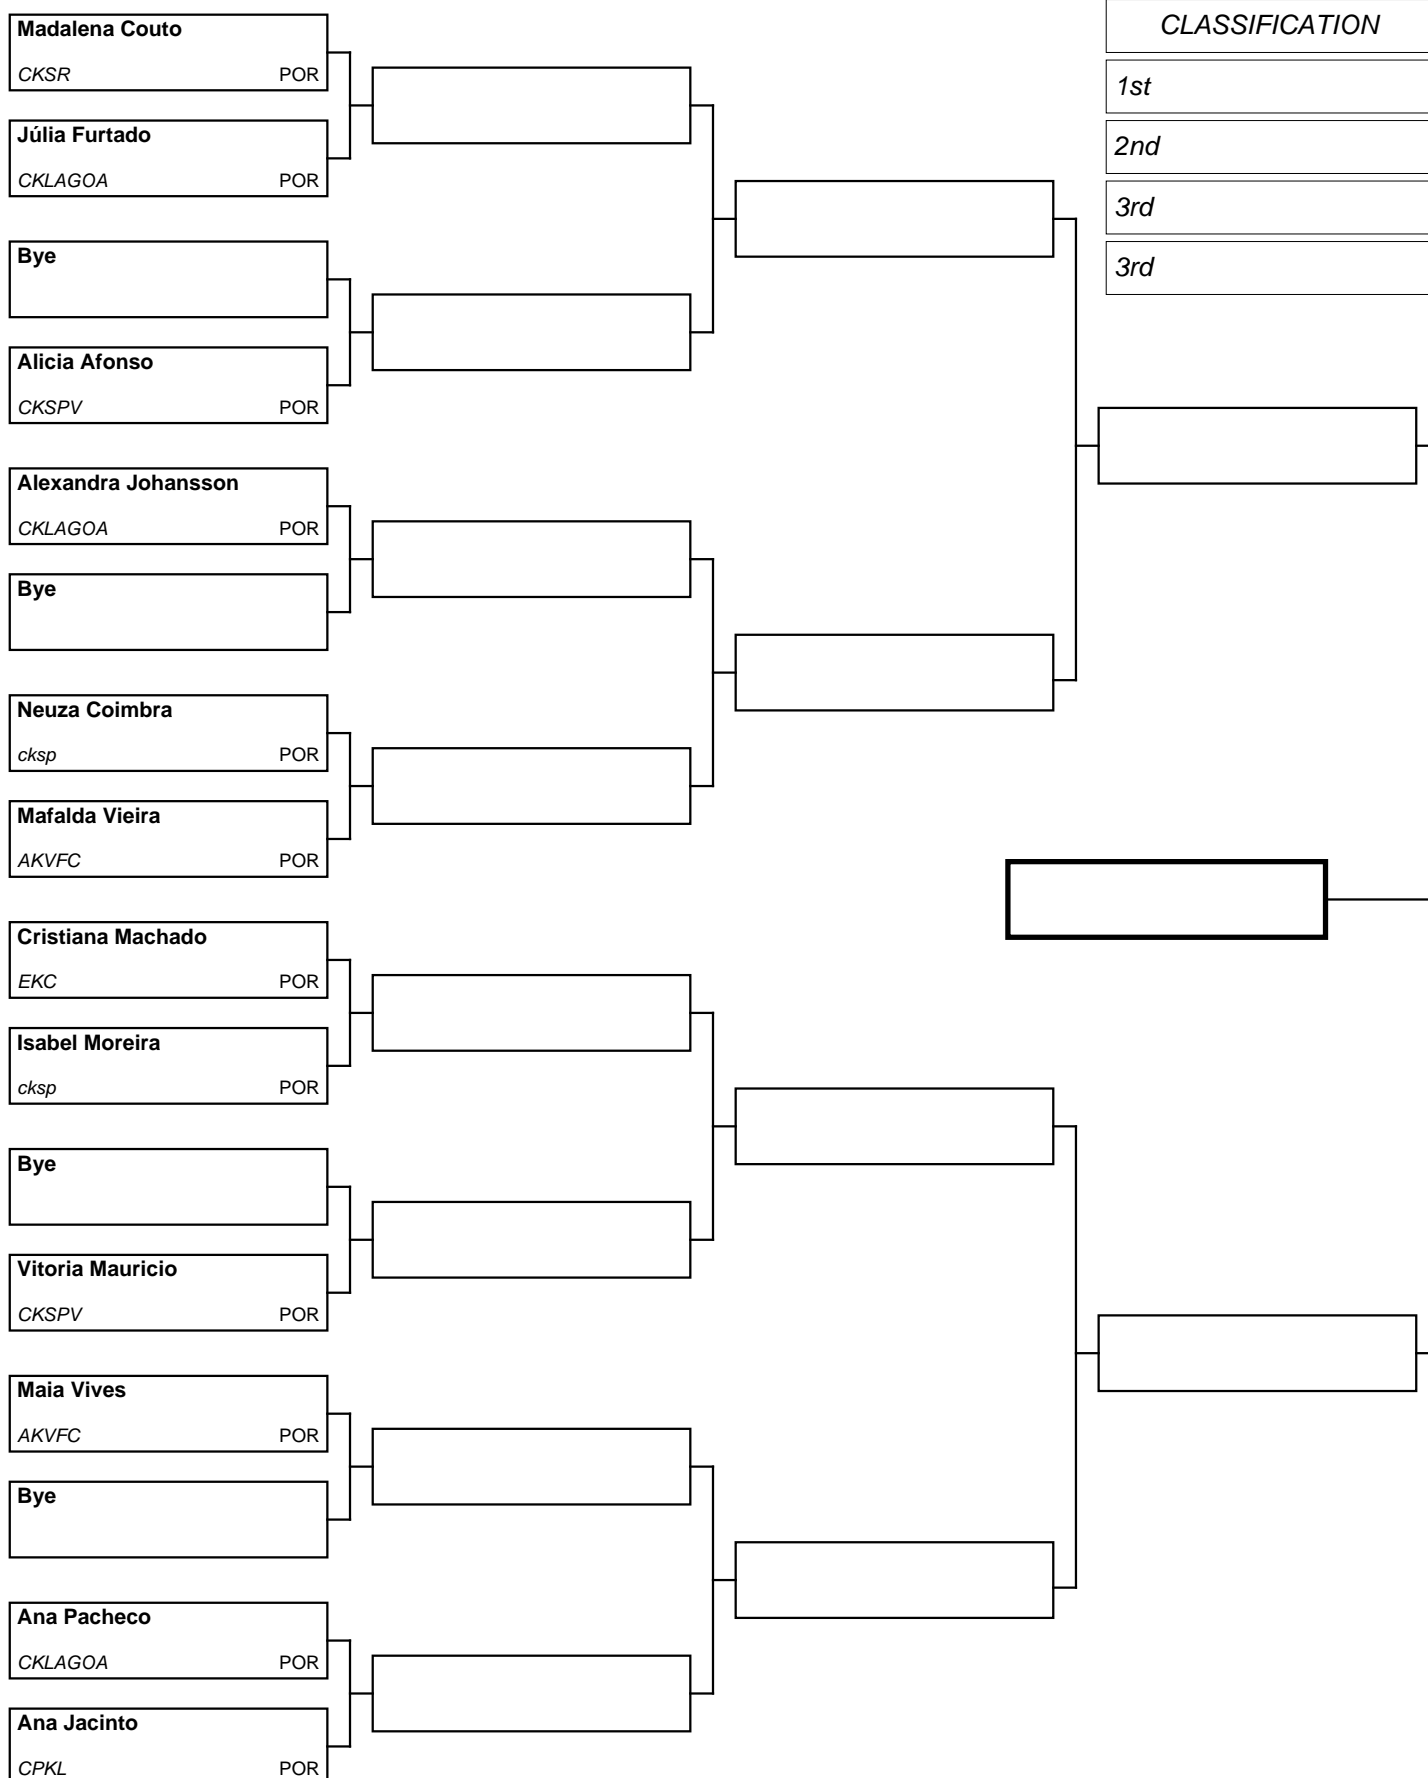 Madalena Couto
CKSR POR
Júlia Furtado
CKLAGOA POR
Bye
Alicia Afonso
CKSPV POR
Alexandra Johansson
CKLAGOA POR
Bye
Neuza Coimbra
cksp POR
Mafalda Vieira
AKVFC POR
Cristiana Machado
EKC POR
Isabel Moreira
cksp POR
Bye
Vitoria Mauricio
CKSPV POR
Maia Vives
AKVFC POR
Bye
Ana Pacheco
CKLAGOA POR
Ana Jacinto
CPKL POR
CLASSIFICATION
1st
2nd
3rd
3rd